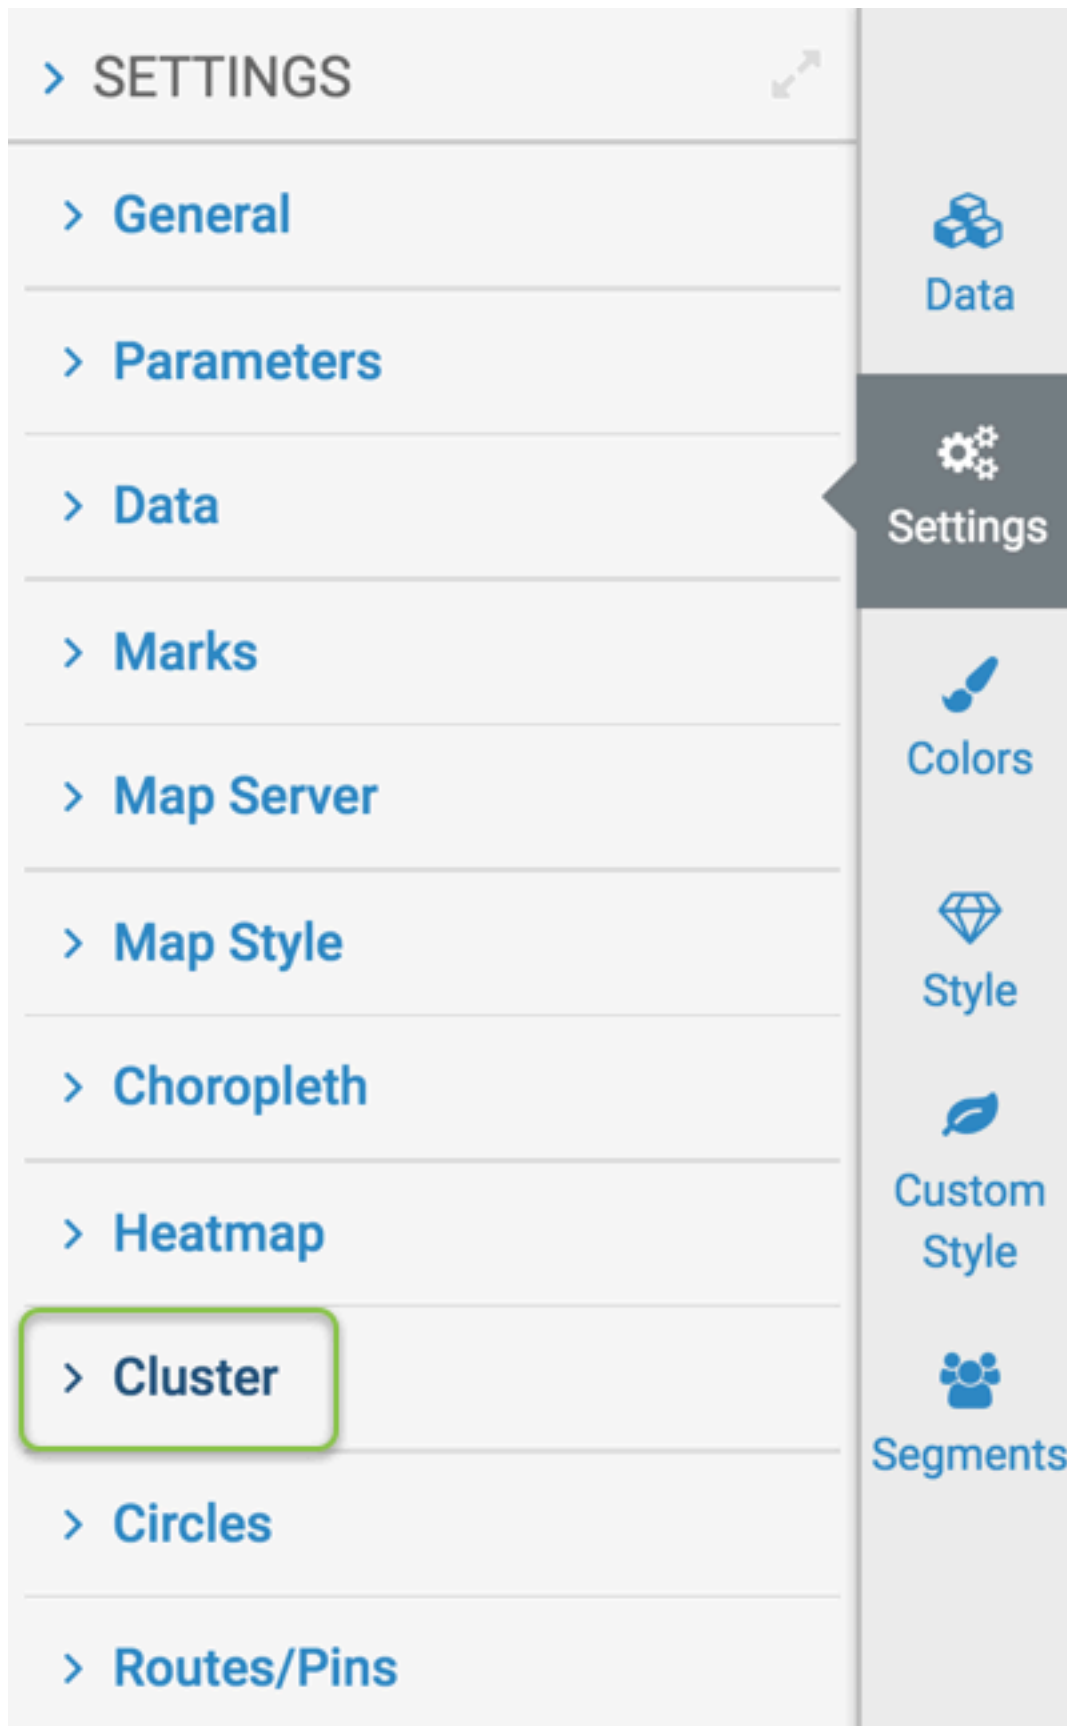 SETTINGS
General
Parameters
Data
Marks
Map Server
Map Style
Choropleth
Heatmap
Cluster
Circles
Routes/Pins
Data
Settings
Colors
Style
Custom
Style
Segments